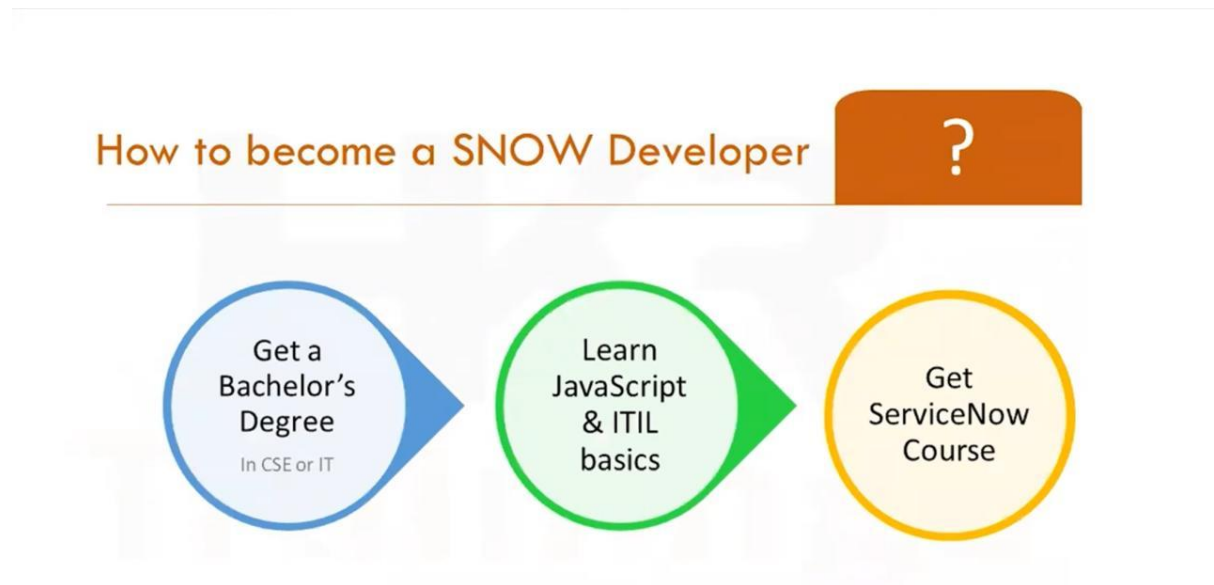 How to become a SNOW Developer
?
Get a
Bachelor's
Degree
In CSE or IT
Learn
JavaScript
& ITIL
basics
Get
ServiceNow
Course